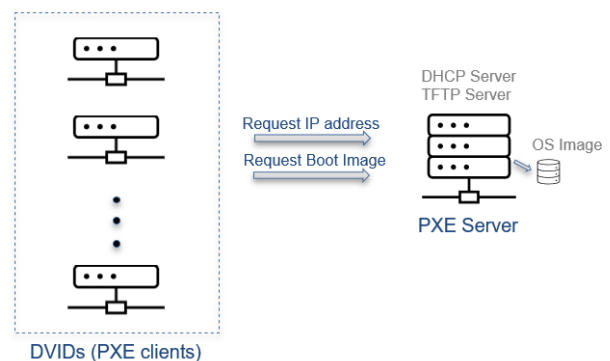 DHCP Server
TFTP Server
Request IP address
Request Boot Image
OS Image
PXE Server
DVIDs (PXE clients)